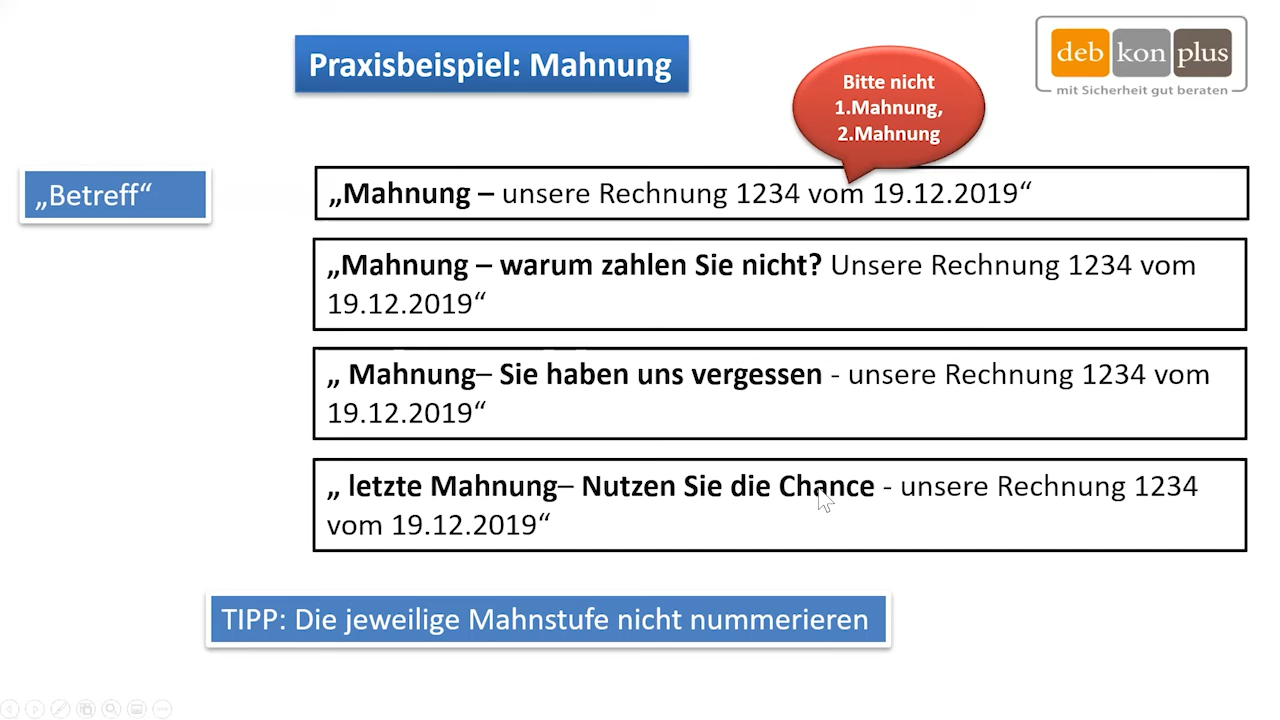 Praxisbeispiel: Mahnung
deb kon plus
mit Sicherheit gut beraten
Bitte nicht
1.Mahnung,
2.Mahnung
„Betreff“
„Mahnung – unsere Rechnung 1234 vom 19.12.2019“
„Mahnung – warum zahlen Sie nicht? Unsere Rechnung 1234 vom
19.12.2019“
„ Mahnung– Sie haben uns vergessen - unsere Rechnung 1234 vom
19.12.2019“
„ letzte Mahnung– Nutzen Sie die Chance - unsere Rechnung 1234
vom 19.12.2019“
TIPP: Die jeweilige Mahnstufe nicht nummerieren